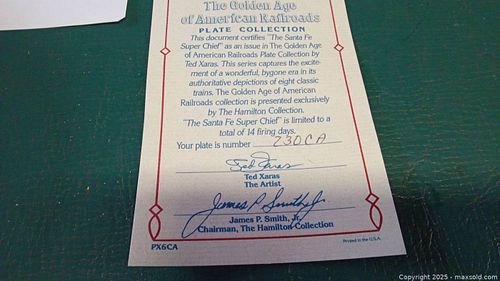 The Golden Age
of American Railroads
PLATE COLLECTION
This document certifies "The Santa Fe
Super Chief" as an issue in The Golden Age
of American Railroads Plate Collection by
Ted Xaras. This series captures the excite-
ment of a wonderful, bygone era in its
authoritative depictions of eight classic
trains. The Golden Age of American
Railroads collection is presented exclusively
by The Hamilton Collection.
"The Santa Fe Super Chief" is limited to a
total of 14 firing days.
Your plate is number 230CA
Ted Xaras
Ted Xaras
The Artist
James P. Smith, Jr.
James P. Smith, Jr.
Chairman, The Hamilton Collection
PX6CA
Printed in the U.S.A.
Copyright 2025 - maxsold.com